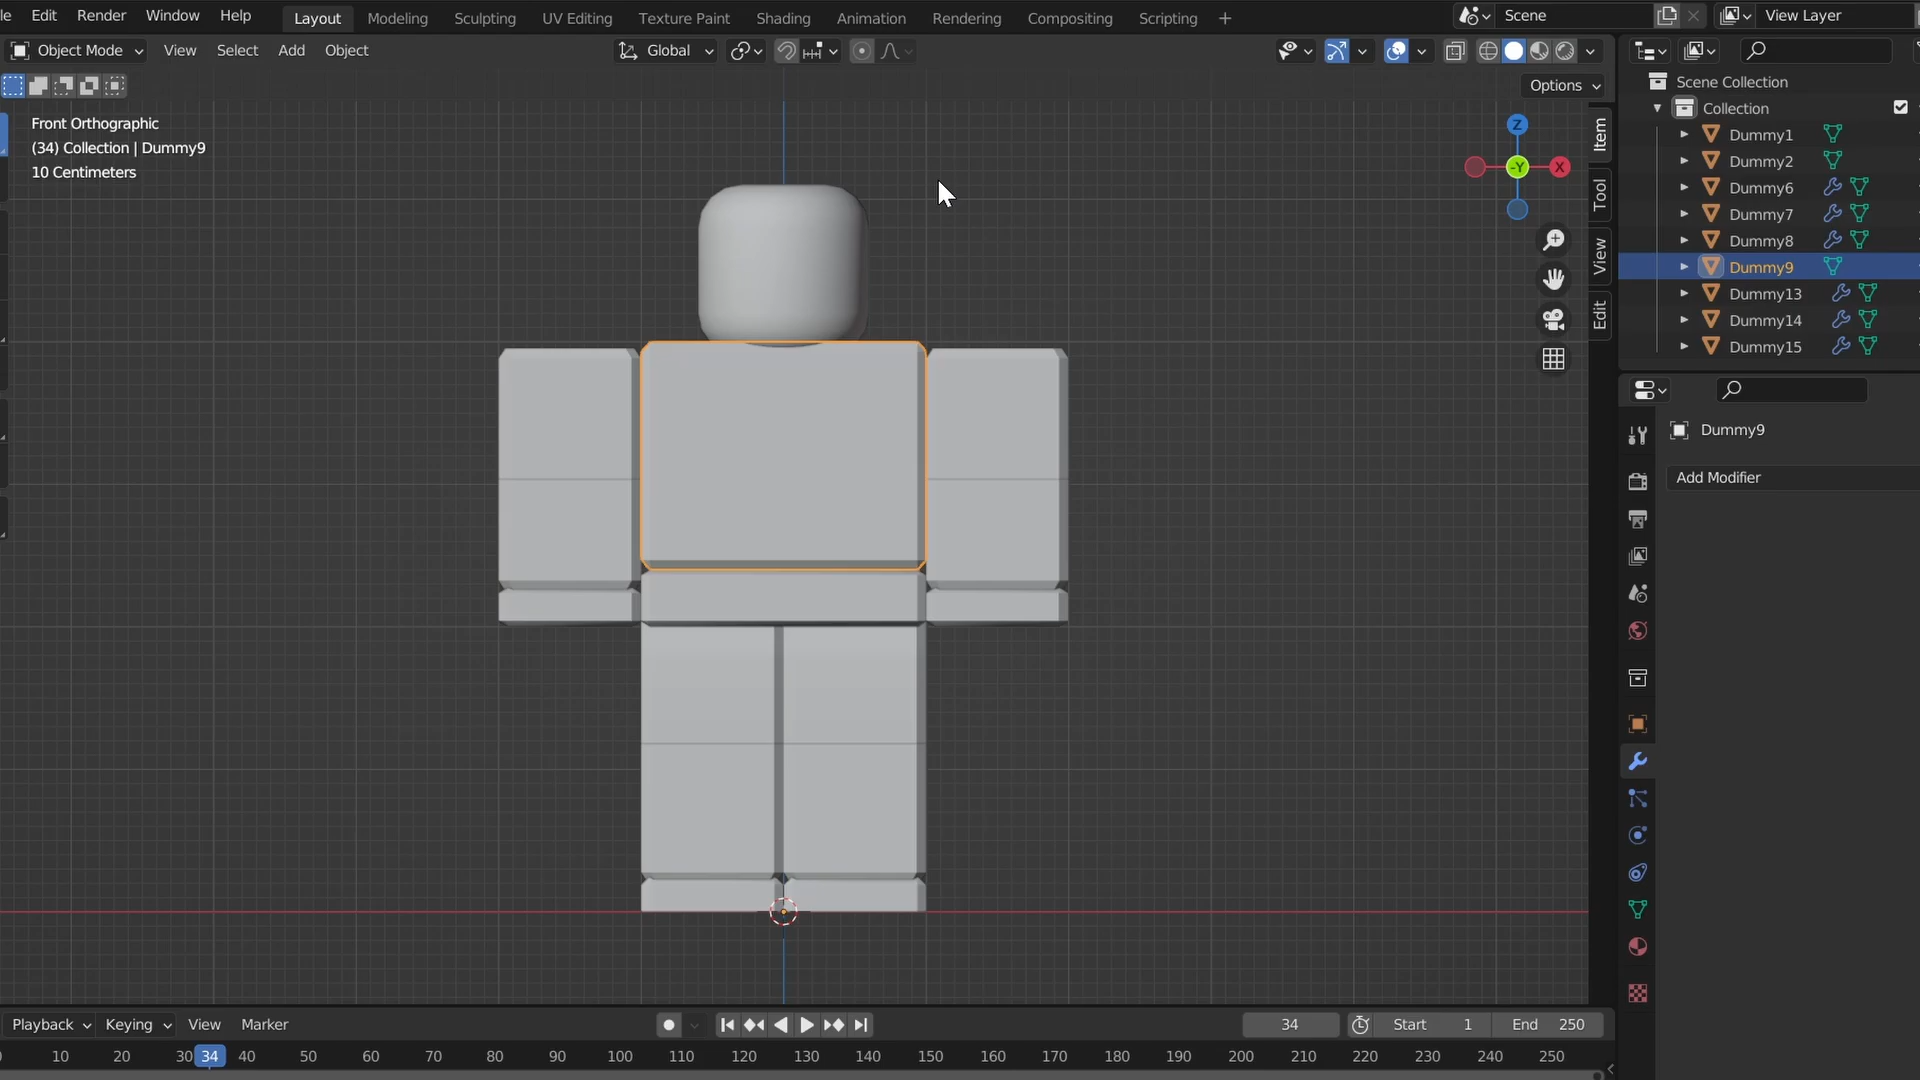 le Edit Render Window Help Layout Modeling Sculpting UV Editing Texture Paint Shading Animation Rendering Compositing Scripting + Scene View Layer
Object Mode View Select Add Object Global
Options
Front Orthographic
(34) Collection | Dummy9
10 Centimeters
Z
X
-Y
Item
Tool
View
Edit
Scene Collection
Collection
Dummy1
Dummy2
Dummy6
Dummy7
Dummy8
Dummy9
Dummy13
Dummy14
Dummy15
Dummy9
Add Modifier
Playback Keying View Marker 34 Start 1 End 250
0 10 20 30 34 40 50 60 70 80 90 100 110 120 130 140 150 160 170 180 190 200 210 220 230 240 250